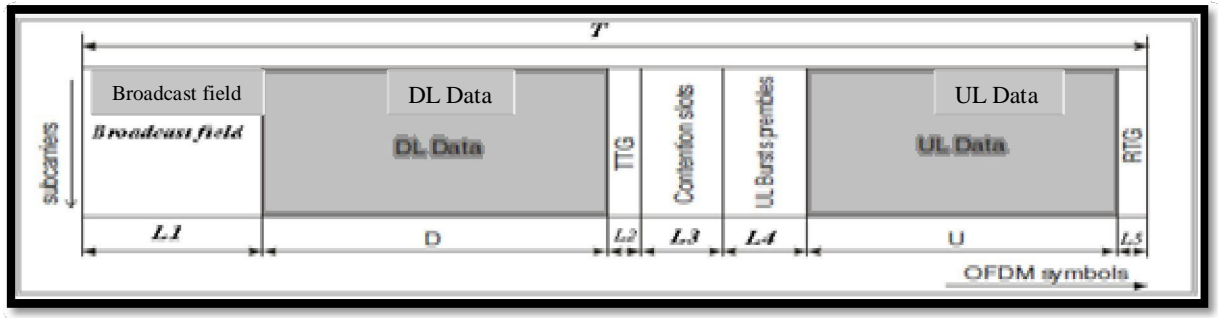 T
Broadcast field
DL Data
UL Data
subcarriers
Broadcast field
DL Data
TTG
Contention slots
UL Bursts prembles
UL Data
RTG
L1
D
L2
L3
L4
U
L5
OFDM symbols